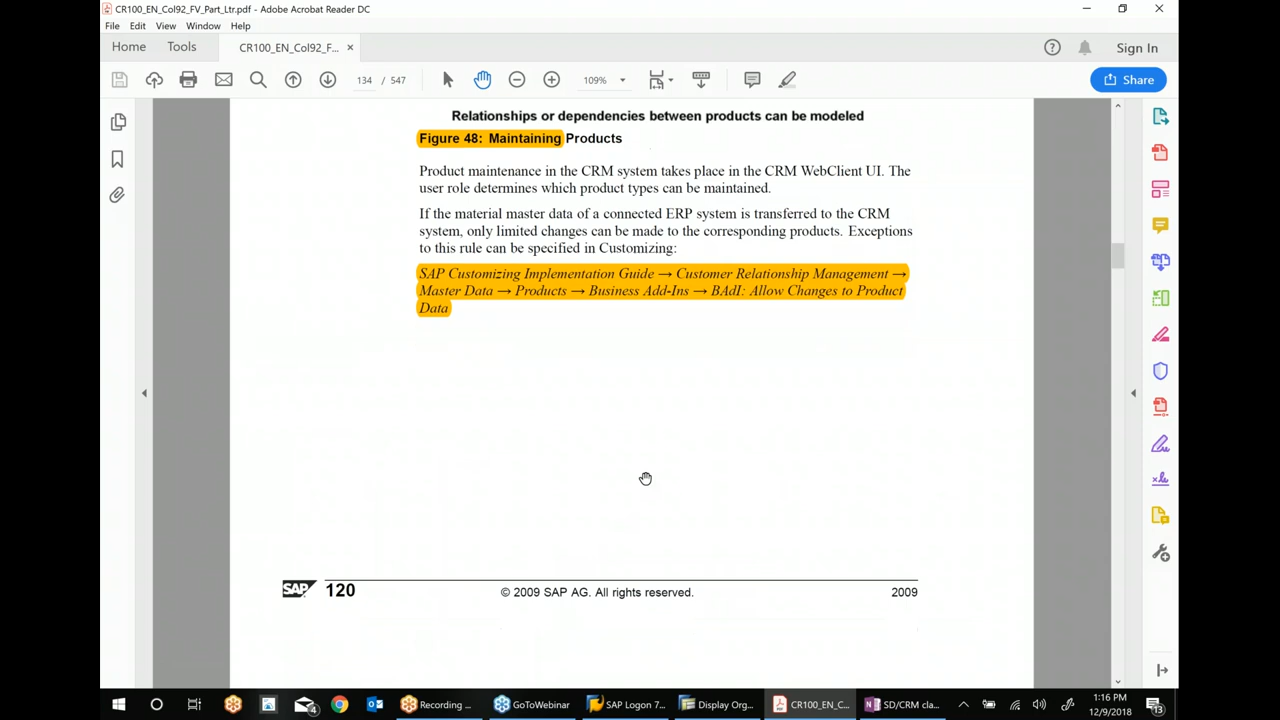 CR100_EN_Col92_FV_Part_Ltr.pdf - Adobe Acrobat Reader DC
File Edit View Window Help
Home Tools CR100_EN_Col92_F... × Sign In
134 / 547 109% Share
Relationships or dependencies between products can be modeled
Figure 48: Maintaining Products
Product maintenance in the CRM system takes place in the CRM WebClient UI. The
user role determines which product types can be maintained.
If the material master data of a connected ERP system is transferred to the CRM
system, only limited changes can be made to the corresponding products. Exceptions
to this rule can be specified in Customizing:
SAP Customizing Implementation Guide → Customer Relationship Management →
Master Data → Products → Business Add-Ins → BAdI: Allow Changes to Product
Data
SAP 120 © 2009 SAP AG. All rights reserved. 2009
4 Recording ... GoToWebinar SAP Logon 7... Display Org... CR100_EN_C... SD/CRM cla... 1:16 PM
12/9/2018 13